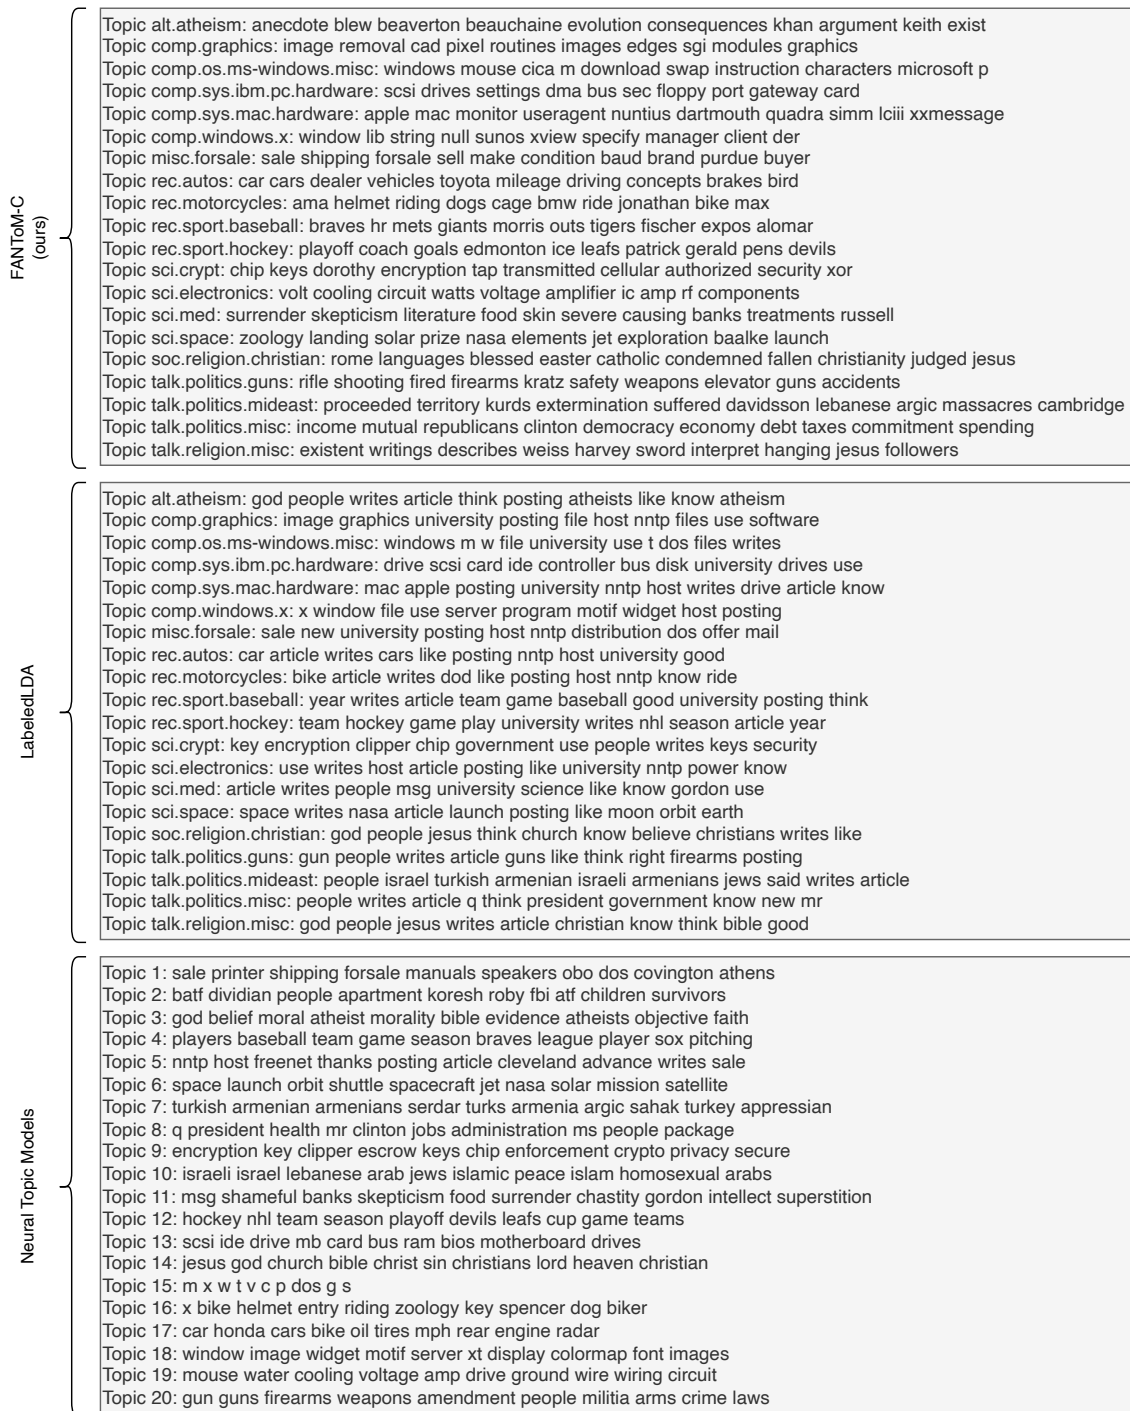 FANToM-C
(ours)
Topic alt.atheism: anecdote blew beaverton beauchaine evolution consequences khan argument keith exist
Topic comp.graphics: image removal cad pixel routines images edges sgi modules graphics
Topic comp.os.ms-windows.misc: windows mouse cica m download swap instruction characters microsoft p
Topic comp.sys.ibm.pc.hardware: scsi drives settings dma bus sec floppy port gateway card
Topic comp.sys.mac.hardware: apple mac monitor useragent nuntius dartmouth quadra simm lciii xxmessage
Topic comp.windows.x: window lib string null sunos xview specify manager client der
Topic misc.forsale: sale shipping forsale sell make condition baud brand purdue buyer
Topic rec.autos: car cars dealer vehicles toyota mileage driving concepts brakes bird
Topic rec.motorcycles: ama helmet riding dogs cage bmw ride jonathan bike max
Topic rec.sport.baseball: braves hr mets giants morris outs tigers fischer expos alomar
Topic rec.sport.hockey: playoff coach goals edmonton ice leafs patrick gerald pens devils
Topic sci.crypt: chip keys dorothy encryption tap transmitted cellular authorized security xor
Topic sci.electronics: volt cooling circuit watts voltage amplifier ic amp rf components
Topic sci.med: surrender skepticism literature food skin severe causing banks treatments russell
Topic sci.space: zoology landing solar prize nasa elements jet exploration baalke launch
Topic soc.religion.christian: rome languages blessed easter catholic condemned fallen christianity judged jesus
Topic talk.politics.guns: rifle shooting fired firearms kratz safety weapons elevator guns accidents
Topic talk.politics.mideast: proceeded territory kurds extermination suffered davidsson lebanese argic massacres cambridge
Topic talk.politics.misc: income mutual republicans clinton democracy economy debt taxes commitment spending
Topic talk.religion.misc: existent writings describes weiss harvey sword interpret hanging jesus followers
LabeledLDA
Topic alt.atheism: god people writes article think posting atheists like know atheism
Topic comp.graphics: image graphics university posting file host nntp files use software
Topic comp.os.ms-windows.misc: windows m w file university use t dos files writes
Topic comp.sys.ibm.pc.hardware: drive scsi card ide controller bus disk university drives use
Topic comp.sys.mac.hardware: mac apple posting university nntp host writes drive article know
Topic comp.windows.x: x window file use server program motif widget host posting
Topic misc.forsale: sale new university posting host nntp distribution dos offer mail
Topic rec.autos: car article writes cars like posting nntp host university good
Topic rec.motorcycles: bike article writes dod like posting host nntp know ride
Topic rec.sport.baseball: year writes article team game baseball good university posting think
Topic rec.sport.hockey: team hockey game play university writes nhl season article year
Topic sci.crypt: key encryption clipper chip government use people writes keys security
Topic sci.electronics: use writes host article posting like university nntp power know
Topic sci.med: article writes people msg university science like know gordon use
Topic sci.space: space writes nasa article launch posting like moon orbit earth
Topic soc.religion.christian: god people jesus think church know believe christians writes like
Topic talk.politics.guns: gun people writes article guns like think right firearms posting
Topic talk.politics.mideast: people israel turkish armenian israeli armenians jews said writes article
Topic talk.politics.misc: people writes article q think president government know new mr
Topic talk.religion.misc: god people jesus writes article christian know think bible good
Neural Topic Models
Topic 1: sale printer shipping forsale manuals speakers obo dos covington athens
Topic 2: batf dividian people apartment koresh roby fbi atf children survivors
Topic 3: god belief moral atheist morality bible evidence atheists objective faith
Topic 4: players baseball team game season braves league player sox pitching
Topic 5: nntp host freenet thanks posting article cleveland advance writes sale
Topic 6: space launch orbit shuttle spacecraft jet nasa solar mission satellite
Topic 7: turkish armenian armenians serdar turks armenia argic sahak turkey appressian
Topic 8: q president health mr clinton jobs administration ms people package
Topic 9: encryption key clipper escrow keys chip enforcement crypto privacy secure
Topic 10: israeli israel lebanese arab jews islamic peace islam homosexual arabs
Topic 11: msg shameful banks skepticism food surrender chastity gordon intellect superstition
Topic 12: hockey nhl team season playoff devils leafs cup game teams
Topic 13: scsi ide drive mb card bus ram bios motherboard drives
Topic 14: jesus god church bible christ sin christians lord heaven christian
Topic 15: m x w t v c p dos g s
Topic 16: x bike helmet entry riding zoology key spencer dog biker
Topic 17: car honda cars bike oil tires mph rear engine radar
Topic 18: window image widget motif server xt display colormap font images
Topic 19: mouse water cooling voltage amp drive ground wire wiring circuit
Topic 20: gun guns firearms weapons amendment people militia arms crime laws